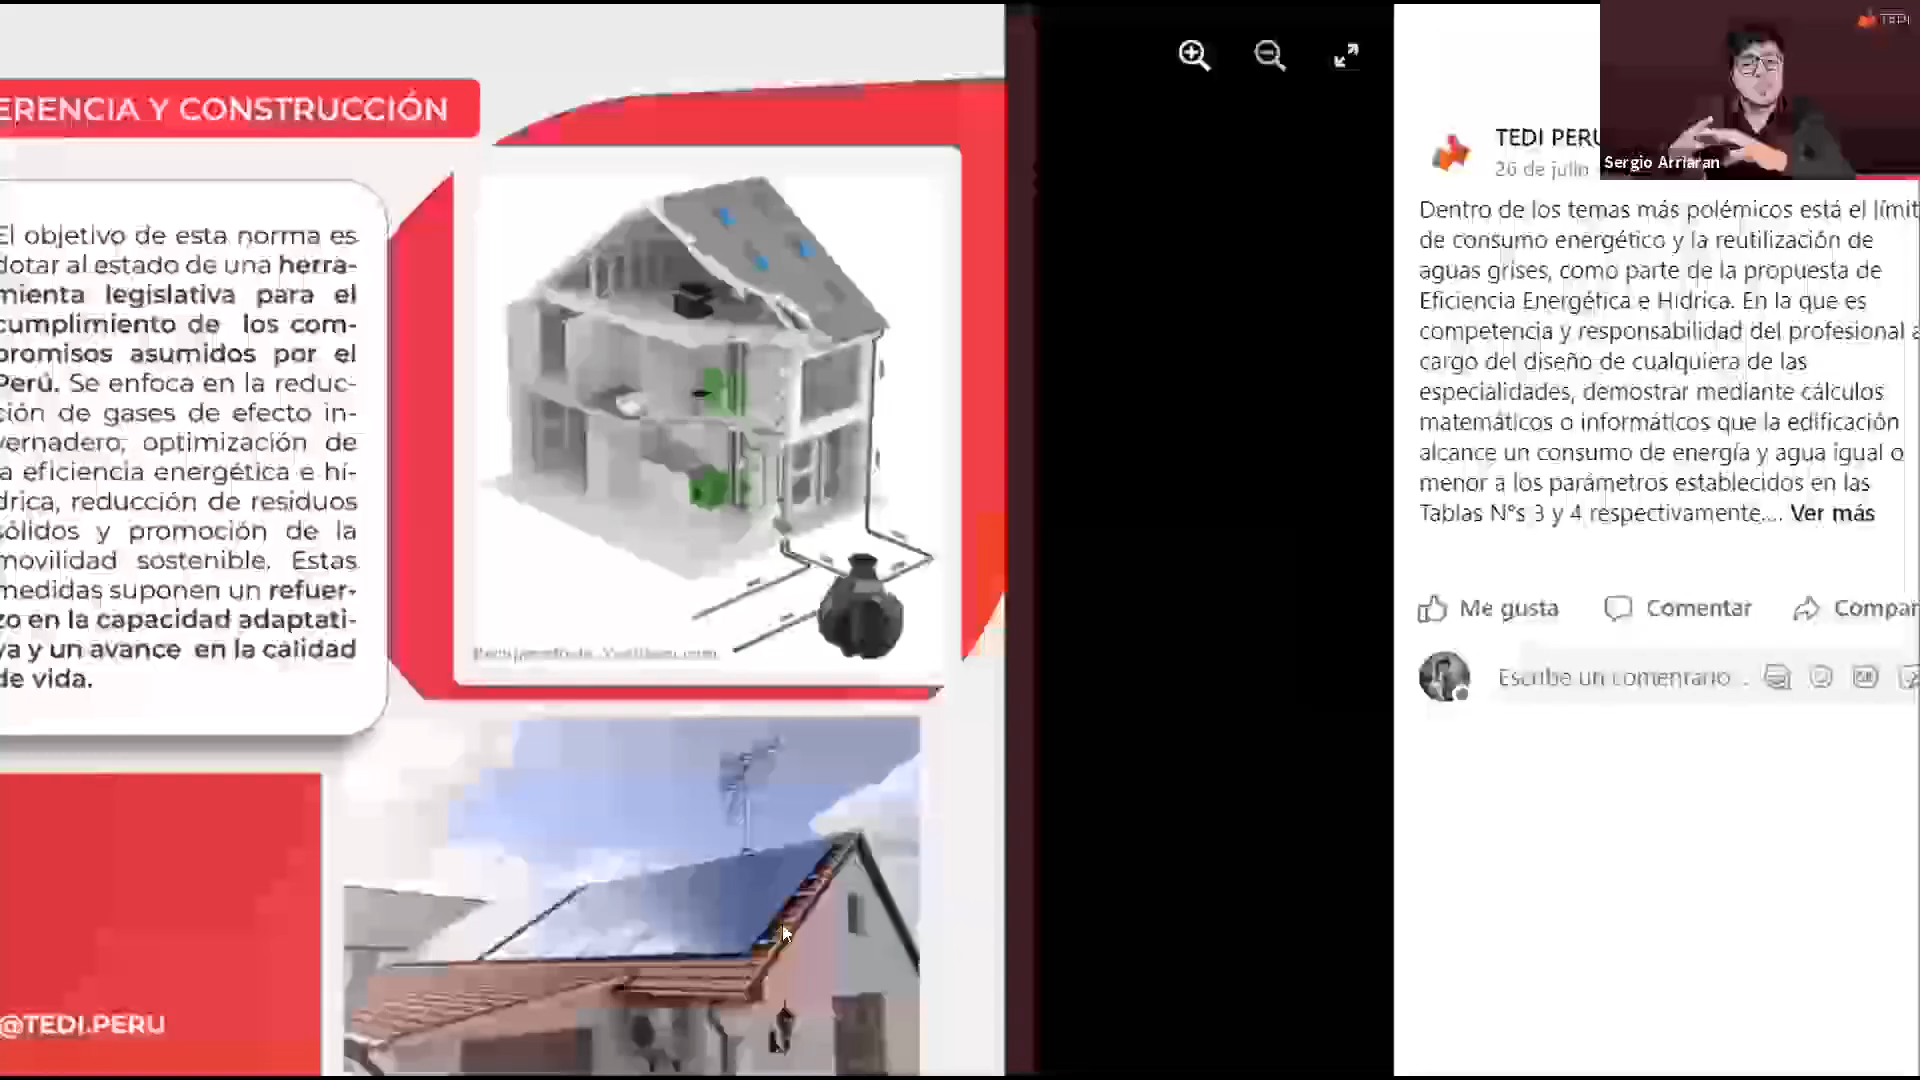 ERENCIA Y CONSTRUCCIÓN
El objetivo de esta norma es
dotar al estado de una herra-
mienta legislativa para el
cumplimiento de los com-
promisos asumidos por el
Perú. Se enfoca en la reduc-
ción de gases de efecto in-
vernadero, optimización de
la eficiencia energética e hí-
drica, reducción de residuos
sólidos y promoción de la
movilidad sostenible. Estas
medidas suponen un refuer-
zo en la capacidad adaptati-
va y un avance en la calidad
de vida.
@TEDI.PERU
TEDI
Sergio Arriaran
TEDI PERU
26 de julio
Dentro de los temas más polémicos está el límit
de consumo energético y la reutilización de
aguas grises, como parte de la propuesta de
Eficiencia Energética e Hídrica. En la que es
competencia y responsabilidad del profesional a
cargo del diseño de cualquiera de las
especialidades, demostrar mediante cálculos
matemáticos o informáticos que la edificación
alcance un consumo de energía y agua igual o
menor a los parámetros establecidos en las
Tablas N°s 3 y 4 respectivamente.... Ver más
Me gusta
Comentar
Compar
Escribe un comentario...